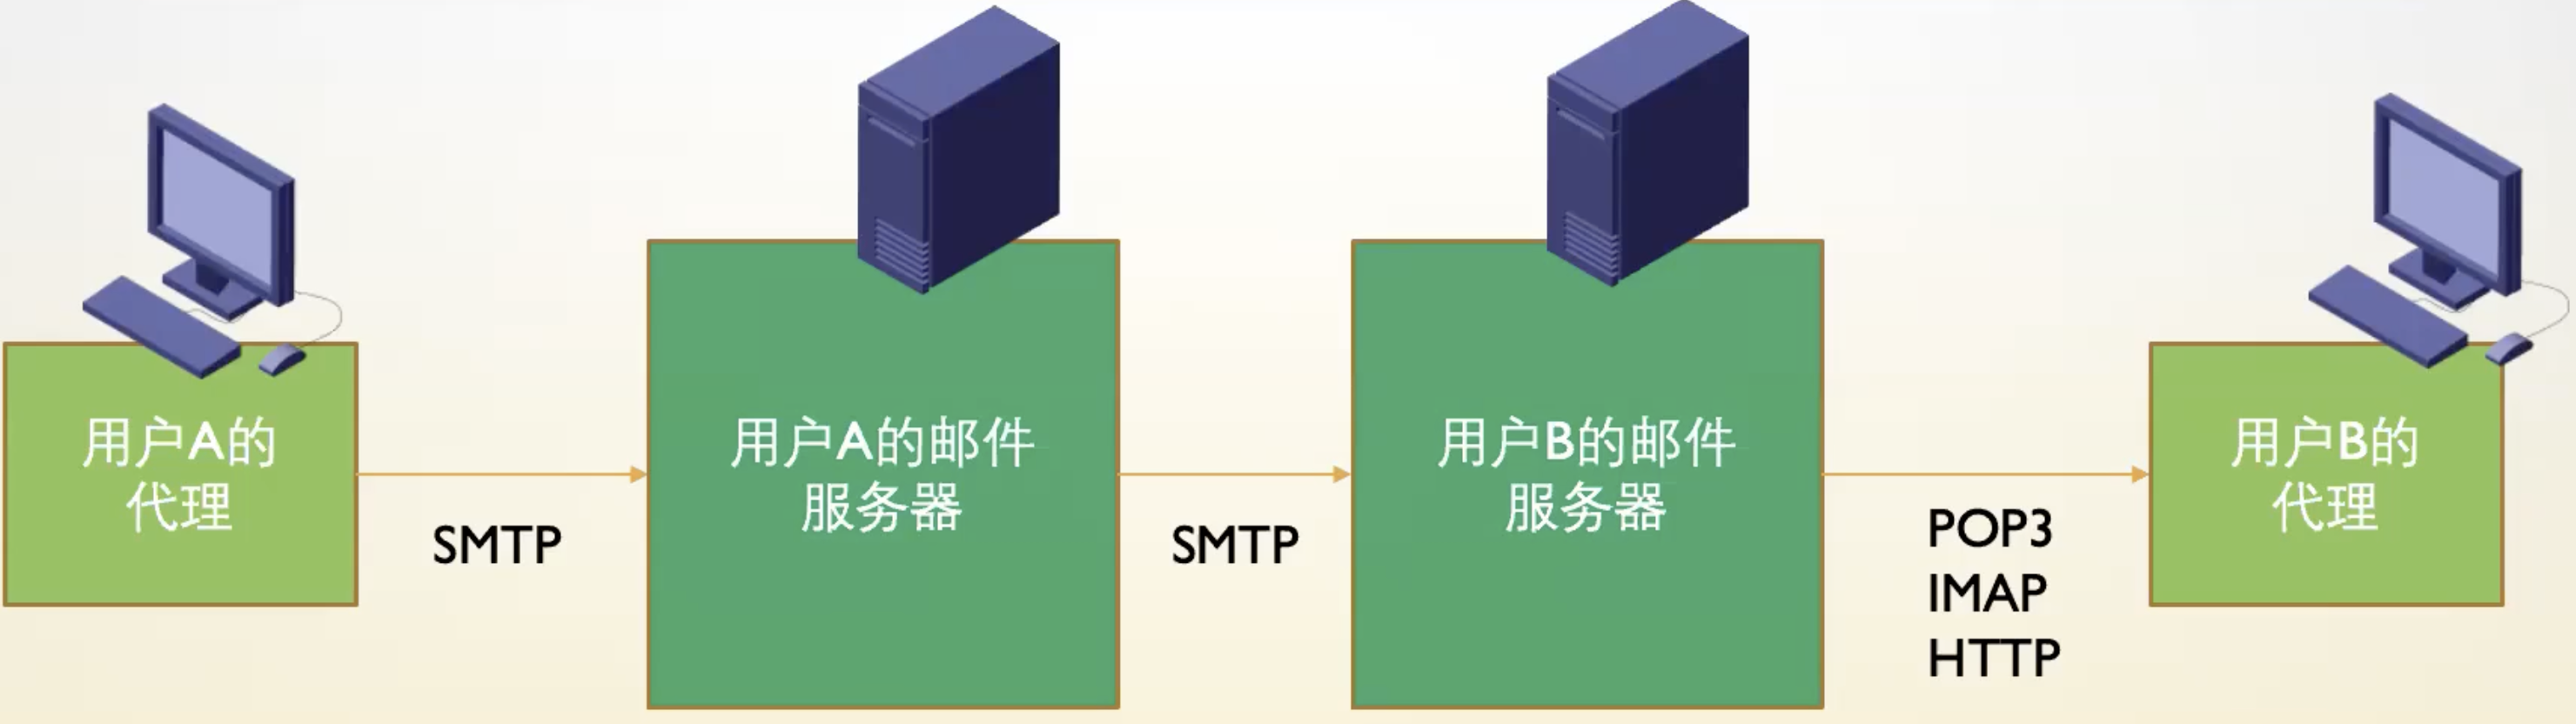 用户A的
代理
SMTP
用户A的邮件
服务器
SMTP
用户B的邮件
服务器
POP3
IMAP
HTTP
用户B的
代理